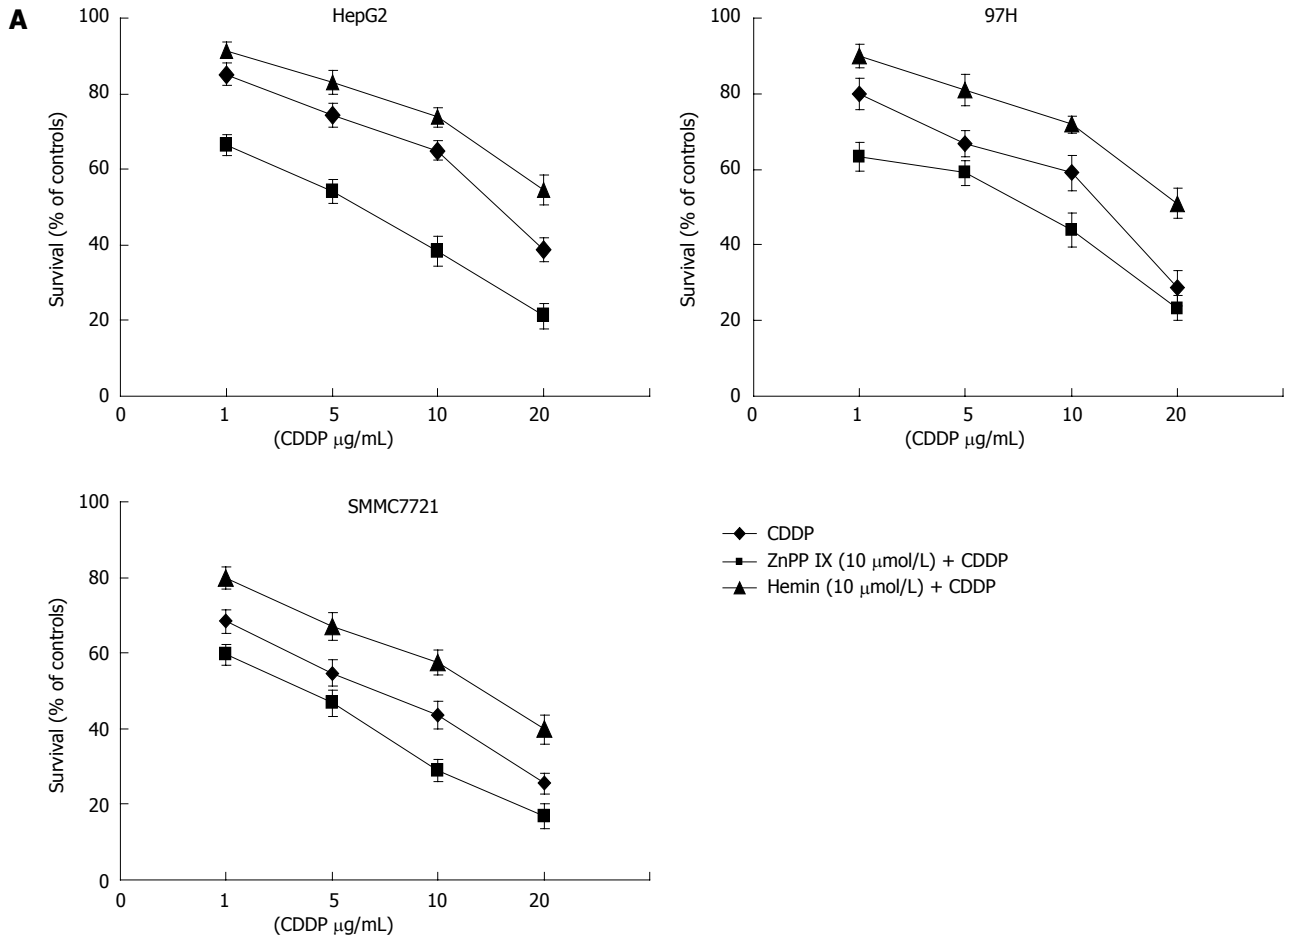 A
HepG2
100
80
60
40
20
0
Survival (% of controls)
0 1 5 10 20
(CDDP μg/mL)
97H
100
80
60
40
20
0
Survival (% of controls)
0 1 5 10 20
(CDDP μg/mL)
SMMC7721
100
80
60
40
20
0
Survival (% of controls)
0 1 5 10 20
(CDDP μg/mL)
CDDP
ZnPP IX (10 μmol/L) + CDDP
Hemin (10 μmol/L) + CDDP